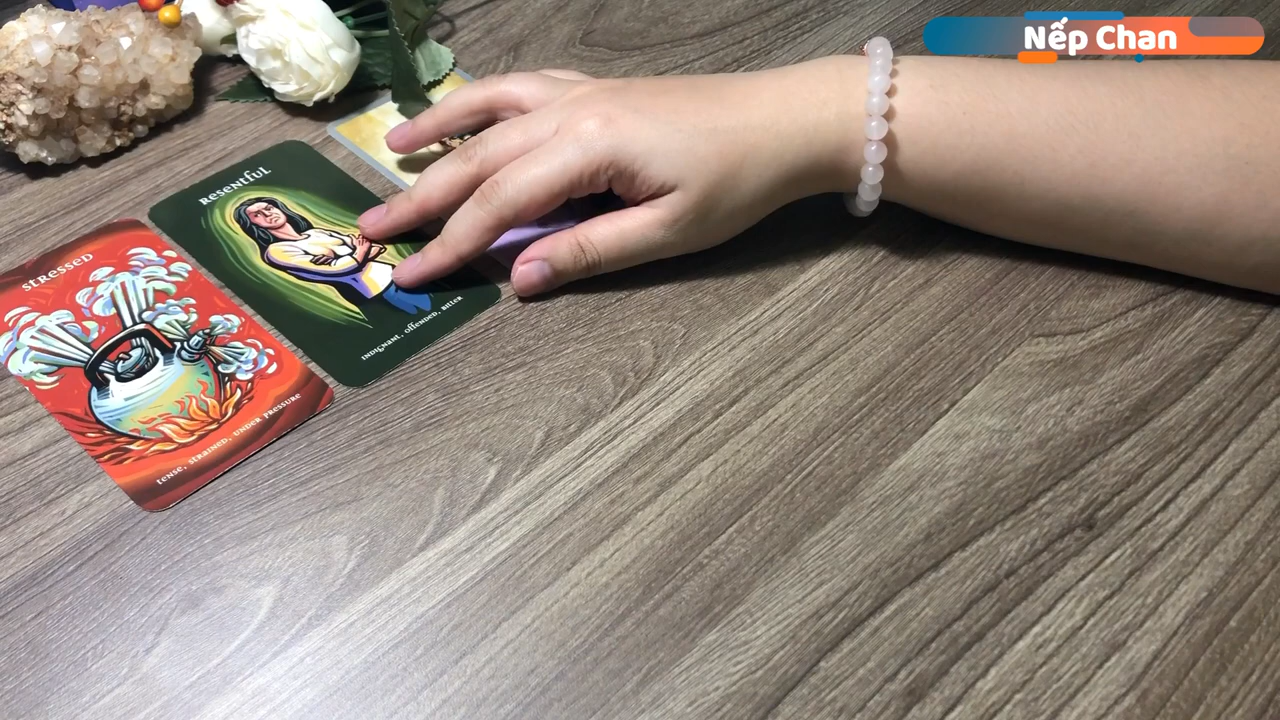 Nếp Chan
Resentful
indignant, offended, bitter
stressed
tense, strained, under pressure